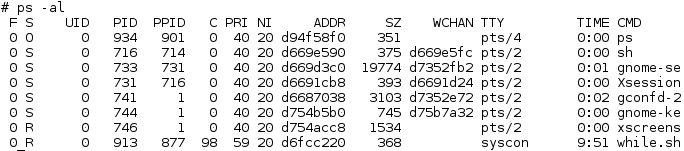 # ps -al
F S UID PID PPID C PRI NI ADDR SZ WCHAN TTY TIME CMD
0 O 0 934 901 0 40 20 d94f58f0 351 pts/4 0:00 ps
0 S 0 716 714 0 40 20 d669e590 375 d669e5fc pts/2 0:00 sh
0 S 0 733 731 0 40 20 d669d3c0 19774 d7352fb2 pts/2 0:01 gnome-se
0 S 0 731 716 0 40 20 d6691cb8 393 d6691d24 pts/2 0:00 Xsession
0 S 0 741 1 0 40 20 d6687038 3103 d7352e72 pts/2 0:02 gconfd-2
0 S 0 744 1 0 40 20 d754b5b0 745 d75b7a32 pts/2 0:00 gnome-ke
0 R 0 746 1 0 40 20 d754acc8 1534 pts/2 0:00 xscreens
0 R 0 913 877 98 59 20 d6fcc220 368 syscon 9:51 while.sh